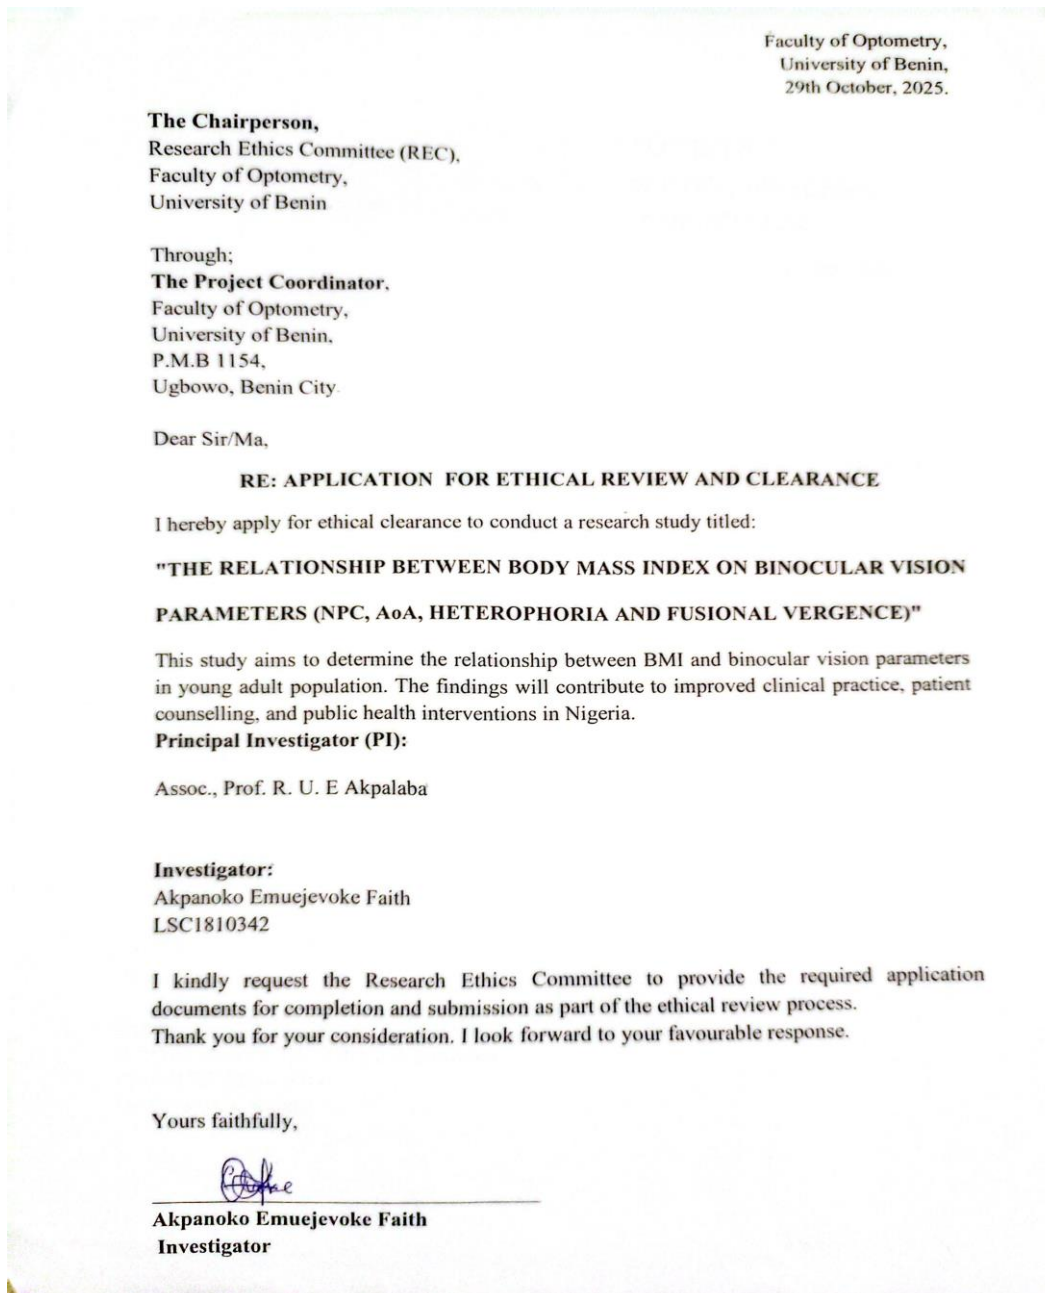 Faculty of Optometry,
University of Benin,
29th October, 2025.
The Chairperson,
Research Ethics Committee (REC),
Faculty of Optometry,
University of Benin
Through;
The Project Coordinator,
Faculty of Optometry,
University of Benin,
P.M.B 1154,
Ugbowo, Benin City
Dear Sir/Ma,
RE: APPLICATION FOR ETHICAL REVIEW AND CLEARANCE
I hereby apply for ethical clearance to conduct a research study titled:
"THE RELATIONSHIP BETWEEN BODY MASS INDEX ON BINOCULAR VISION
PARAMETERS (NPC, AoA, HETEROPHORIA AND FUSIONAL VERGENCE)"
This study aims to determine the relationship between BMI and binocular vision parameters
in young adult population. The findings will contribute to improved clinical practice, patient
counselling, and public health interventions in Nigeria.
Principal Investigator (PI):
Assoc., Prof. R. U. E Akpalaba
Investigator:
Akpanoko Emuejevoke Faith
LSC1810342
I kindly request the Research Ethics Committee to provide the required application
documents for completion and submission as part of the ethical review process.
Thank you for your consideration. I look forward to your favourable response.
Yours faithfully,
Akpanoko Emuejevoke Faith
Investigator